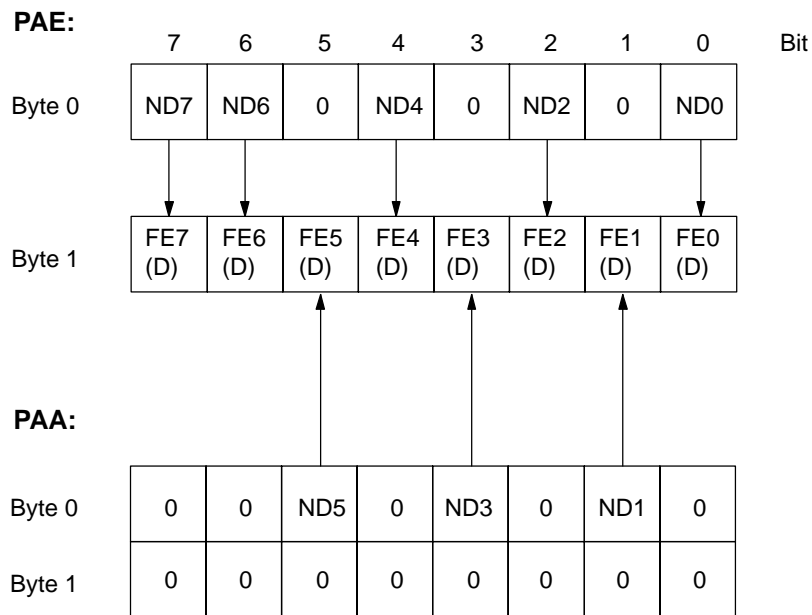 PAE:
7 6 5 4 3 2 1 0 Bit
Byte 0 ND7 ND6 0 ND4 0 ND2 0 ND0
Byte 1 FE7 (D) FE6 (D) FE5 (D) FE4 (D) FE3 (D) FE2 (D) FE1 (D) FE0 (D)
PAA:
Byte 0 0 0 ND5 0 ND3 0 ND1 0
Byte 1 0 0 0 0 0 0 0 0